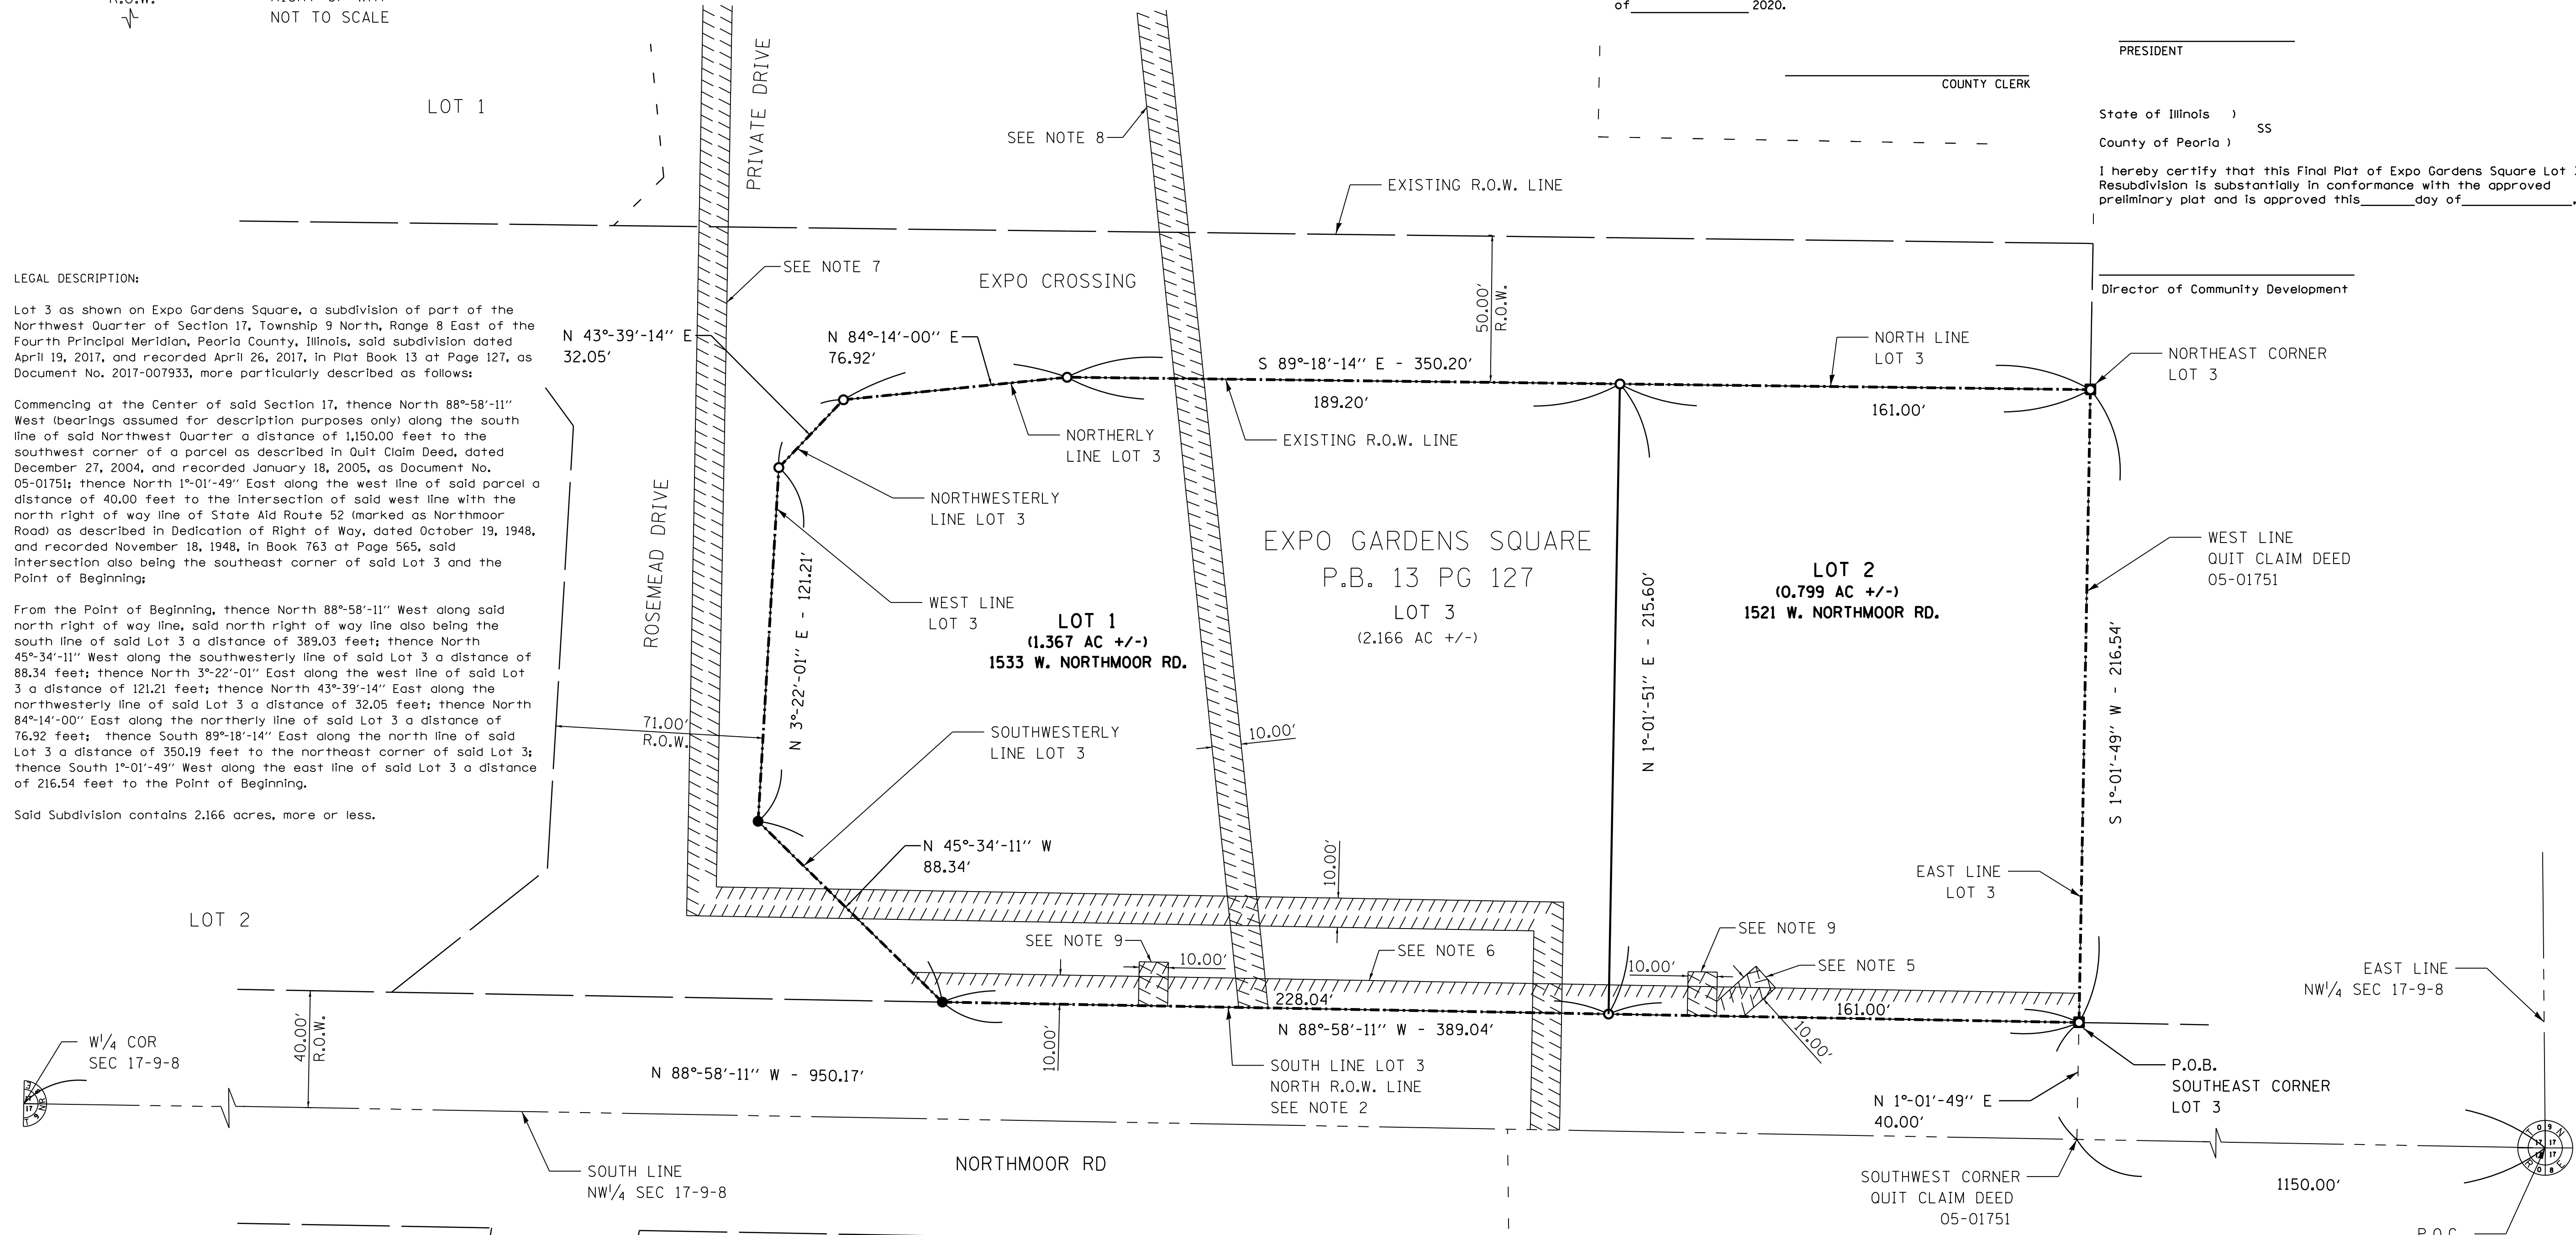 R.O.W.
NOT TO SCALE
of 2020.
PRESIDENT
COUNTY CLERK
State of Illinois )
SS
County of Peoria )
I hereby certify that this Final Plat of Expo Gardens Square Lot
Resubdivision is substantially in conformance with the approved
preliminary plat and is approved this day of .
Director of Community Development
LOT 1
PRIVATE DRIVE
SEE NOTE 8
EXISTING R.O.W. LINE
SEE NOTE 7
EXPO CROSSING
50.00'
R.O.W.
LEGAL DESCRIPTION:
Lot 3 as shown on Expo Gardens Square, a subdivision of part of the
Northwest Quarter of Section 17, Township 9 North, Range 8 East of the
Fourth Principal Meridian, Peoria County, Illinois, said subdivision dated
April 19, 2017, and recorded April 26, 2017, in Plat Book 13 at Page 127, as
Document No. 2017-007933, more particularly described as follows:
Commencing at the Center of said Section 17, thence North 88°-58'-11''
West (bearings assumed for description purposes only) along the south
line of said Northwest Quarter a distance of 1,150.00 feet to the
southwest corner of a parcel as described in Quit Claim Deed, dated
December 27, 2004, and recorded January 18, 2005, as Document No.
05-01751; thence North 1°-01'-49'' East along the west line of said parcel a
distance of 40.00 feet to the intersection of said west line with the
north right of way line of State Aid Route 52 (marked as Northmoor
Road) as described in Dedication of Right of Way, dated October 19, 1948,
and recorded November 18, 1948, in Book 763 at Page 565, said
intersection also being the southeast corner of said Lot 3 and the
Point of Beginning;
From the Point of Beginning, thence North 88°-58'-11'' West along said
north right of way line, said north right of way line also being the
south line of said Lot 3 a distance of 389.03 feet; thence North
45°-34'-11'' West along the southwesterly line of said Lot 3 a distance of
88.34 feet; thence North 3°-22'-01'' East along the west line of said Lot
3 a distance of 121.21 feet; thence North 43°-39'-14'' East along the
northwesterly line of said Lot 3 a distance of 32.05 feet; thence North
84°-14'-00'' East along the northerly line of said Lot 3 a distance of
76.92 feet;  thence South 89°-18'-14'' East along the north line of said
Lot 3 a distance of 350.19 feet to the northeast corner of said Lot 3;
thence South 1°-01'-49'' West along the east line of said Lot 3 a distance
of 216.54 feet to the Point of Beginning.
Said Subdivision contains 2.166 acres, more or less.
N 43°-39'-14'' E
32.05'
N 84°-14'-00'' E
76.92'
S 89°-18'-14'' E - 350.20'
189.20'
NORTH LINE
LOT 3
161.00'
NORTHEAST CORNER
LOT 3
NORTHERLY
LINE LOT 3
EXISTING R.O.W. LINE
NORTHWESTERLY
LINE LOT 3
ROSEMEAD DRIVE
N 3°-22'-01'' E - 121.21'
WEST LINE
LOT 3
LOT 1
(1.367 AC +/-)
1533 W. NORTHMOOR RD.
EXPO GARDENS SQUARE
P.B. 13 PG 127
LOT 3
(2.166 AC +/-)
N 1°-01'-51'' E - 215.60'
LOT 2
(0.799 AC +/-)
1521 W. NORTHMOOR RD.
WEST LINE
QUIT CLAIM DEED
05-01751
S 1°-01'-49'' W - 216.54'
71.00'
R.O.W.
SOUTHWESTERLY
LINE LOT 3
10.00'
N 45°-34'-11'' W
88.34'
10.00'
EAST LINE
LOT 3
LOT 2
SEE NOTE 9
10.00'
SEE NOTE 6
SEE NOTE 9
10.00'
SEE NOTE 5
10.00'
228.04'
161.00'
N 88°-58'-11'' W - 389.04'
10.00'
EAST LINE
NW1/4 SEC 17-9-8
W1/4 COR
SEC 17-9-8
40.00'
R.O.W.
N 88°-58'-11'' W - 950.17'
SOUTH LINE LOT 3
NORTH R.O.W. LINE
SEE NOTE 2
P.O.B.
SOUTHEAST CORNER
LOT 3
N 1°-01'-49'' E
40.00'
SOUTH LINE
NW1/4 SEC 17-9-8
NORTHMOOR RD
SOUTHWEST CORNER
QUIT CLAIM DEED
05-01751
1150.00'
T 0 9 N
17 17
17 17
R 0 8 E